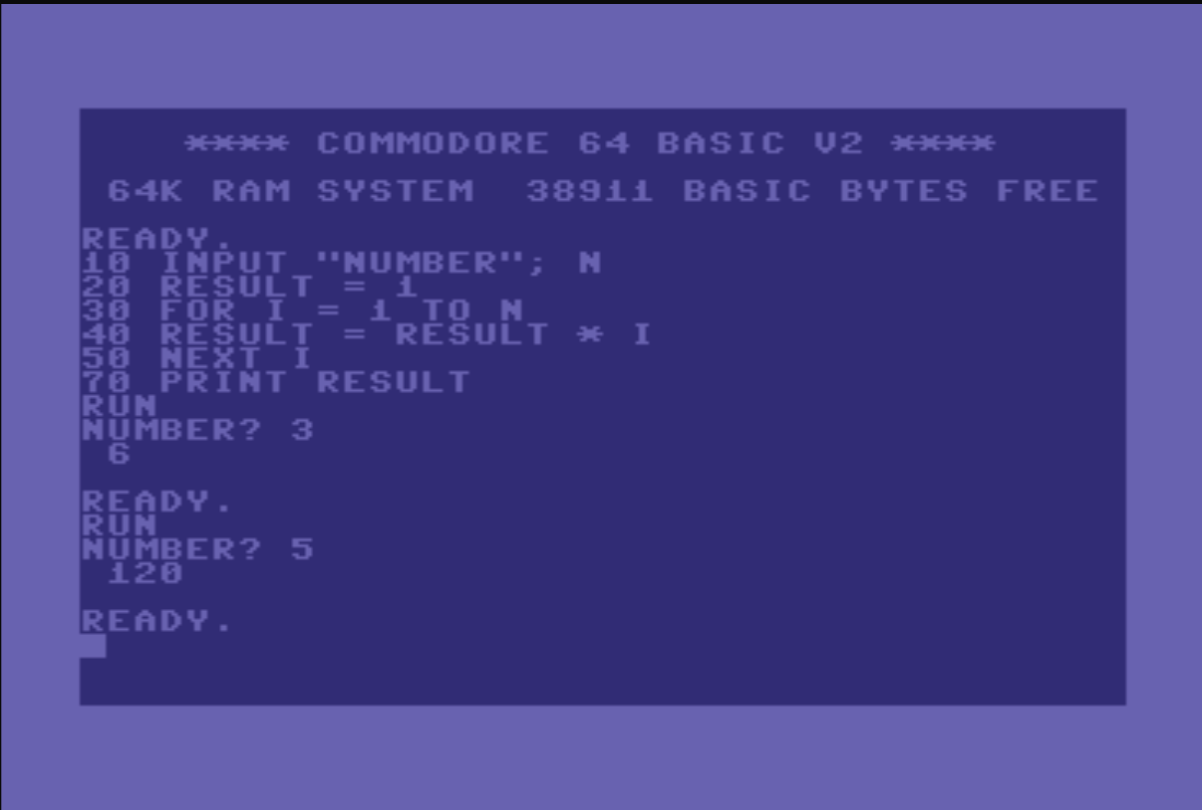 **** COMMODORE 64 BASIC V2 ****
64K RAM SYSTEM  38911 BASIC BYTES FREE
READY.
10 INPUT "NUMBER"; N
20 RESULT = 1
30 FOR I = 1 TO N
40 RESULT = RESULT * I
50 NEXT I
70 PRINT RESULT
RUN
NUMBER? 3
6
READY.
RUN
NUMBER? 5
120
READY.